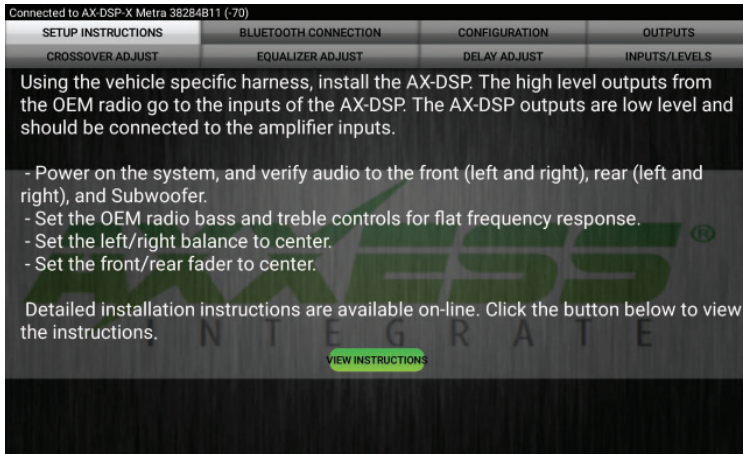 Connected to AX-DSP-X Metra 38284B11 (-70)
SETUP INSTRUCTIONS BLUETOOTH CONNECTION CONFIGURATION OUTPUTS
CROSSOVER ADJUST EQUALIZER ADJUST DELAY ADJUST INPUTS/LEVELS
Using the vehicle specific harness, install the AX-DSP. The high level outputs from
the OEM radio go to the inputs of the AX-DSP. The AX-DSP outputs are low level and
should be connected to the amplifier inputs.
- Power on the system, and verify audio to the front (left and right), rear (left and
right), and Subwoofer.
- Set the OEM radio bass and treble controls for flat frequency response.
- Set the left/right balance to center.
- Set the front/rear fader to center.
AXXESS®
Detailed installation instructions are available on-line. Click the button below to view
the instructions.
INTEGRATE
VIEW INSTRUCTIONS